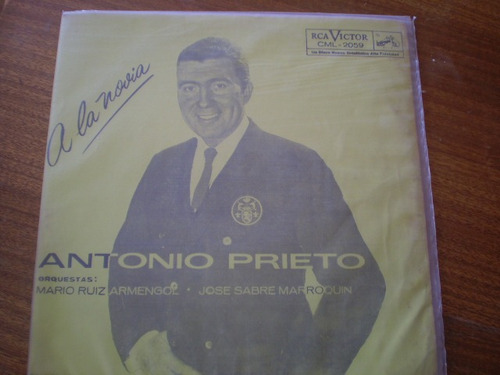 RCA VICTOR
CML-2059
A la novia
ANTONIO PRIETO
ORQUESTAS:
MARIO RUIZ ARMENGOL · JOSE SABRE MARROQUIN